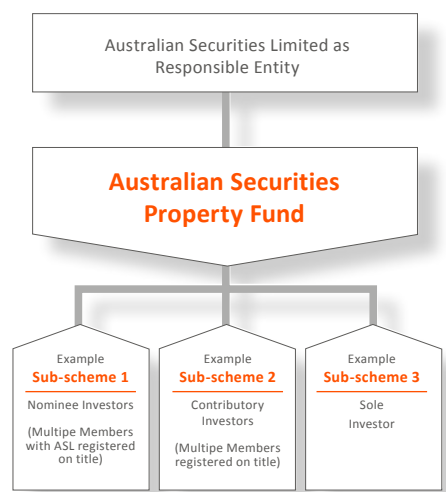 Australian Securities Limited as
Responsible Entity
Australian Securities
Property Fund
Example
Sub-scheme 1
Nominee Investors
(Multipe Members
with ASL registered
on title)
Example
Sub-scheme 2
Contributory
Investors
(Multipe Members
registered on title)
Example
Sub-scheme 3
Sole
Investor